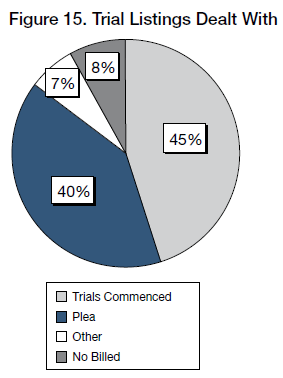 Figure 15. Trial Listings Dealt With
8%
7%
45%
40%
Trials Commenced
Plea
Other
No Billed